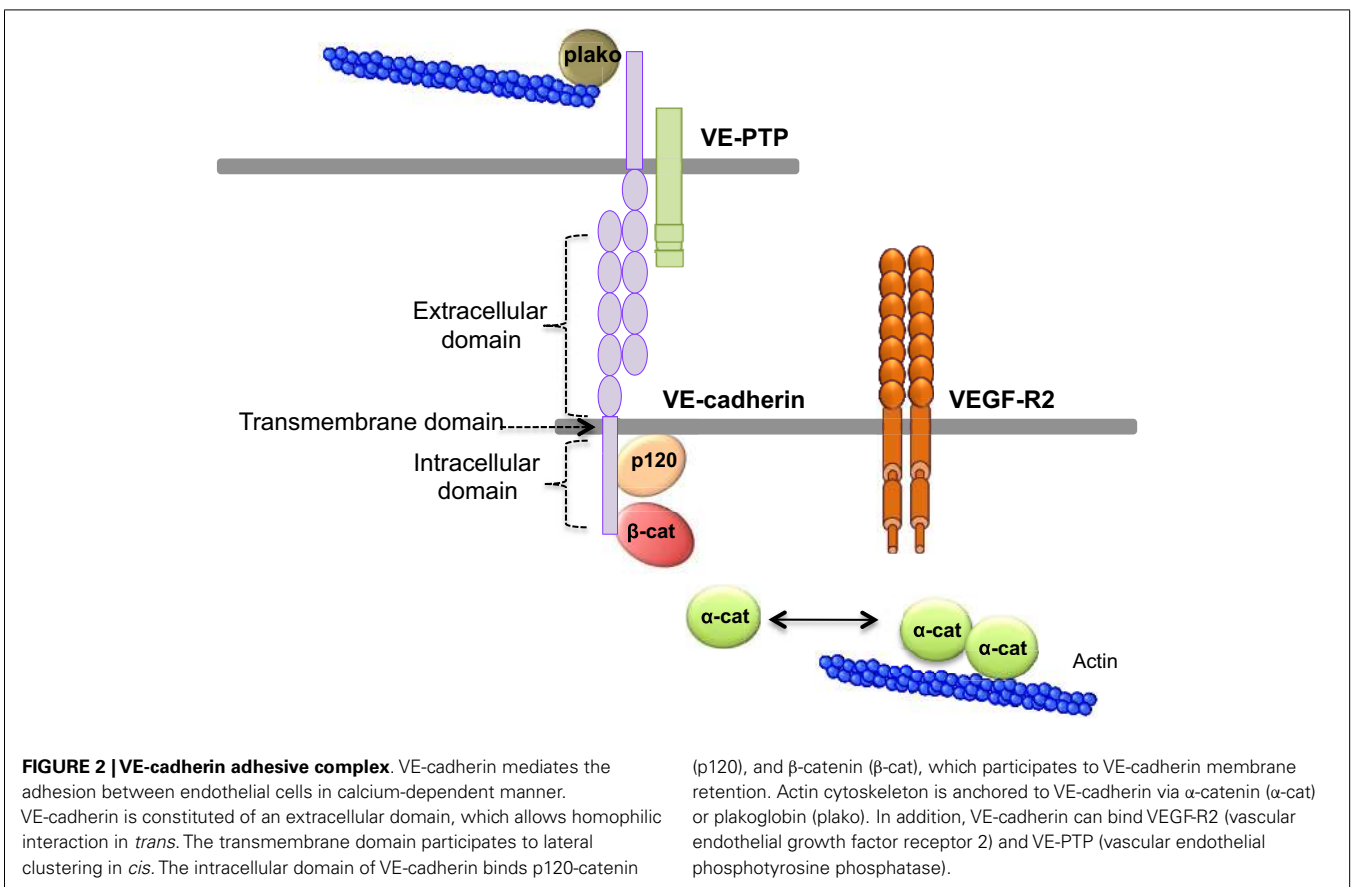 plako
VE-PTP
Extracellular
domain
VE-cadherin
VEGF-R2
Transmembrane domain
Intracellular
domain
p120
β-cat
α-cat
α-cat
α-cat
Actin
FIGURE 2 | VE-cadherin adhesive complex. VE-cadherin mediates the
adhesion between endothelial cells in calcium-dependent manner.
VE-cadherin is constituted of an extracellular domain, which allows homophilic
interaction in trans. The transmembrane domain participates to lateral
clustering in cis. The intracellular domain of VE-cadherin binds p120-catenin
(p120), and β-catenin (β-cat), which participates to VE-cadherin membrane
retention. Actin cytoskeleton is anchored to VE-cadherin via α-catenin (α-cat)
or plakoglobin (plako). In addition, VE-cadherin can bind VEGF-R2 (vascular
endothelial growth factor receptor 2) and VE-PTP (vascular endothelial
phosphotyrosine phosphatase).